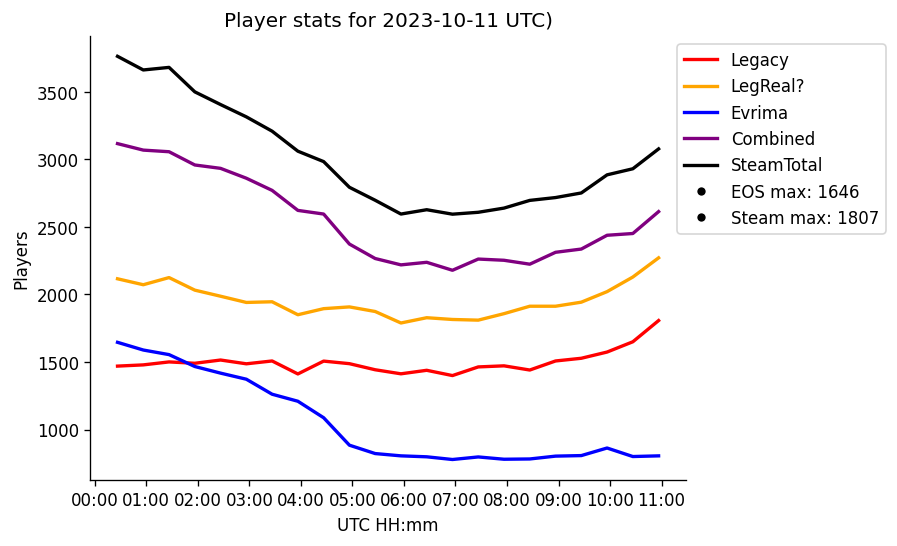 Player stats for 2023-10-11 UTC)
Players
3500
3000
2500
2000
1500
1000
00:00 01:00 02:00 03:00 04:00 05:00 06:00 07:00 08:00 09:00 10:00 11:00
UTC HH:mm
Legacy
LegReal?
Evrima
Combined
SteamTotal
EOS max: 1646
Steam max: 1807